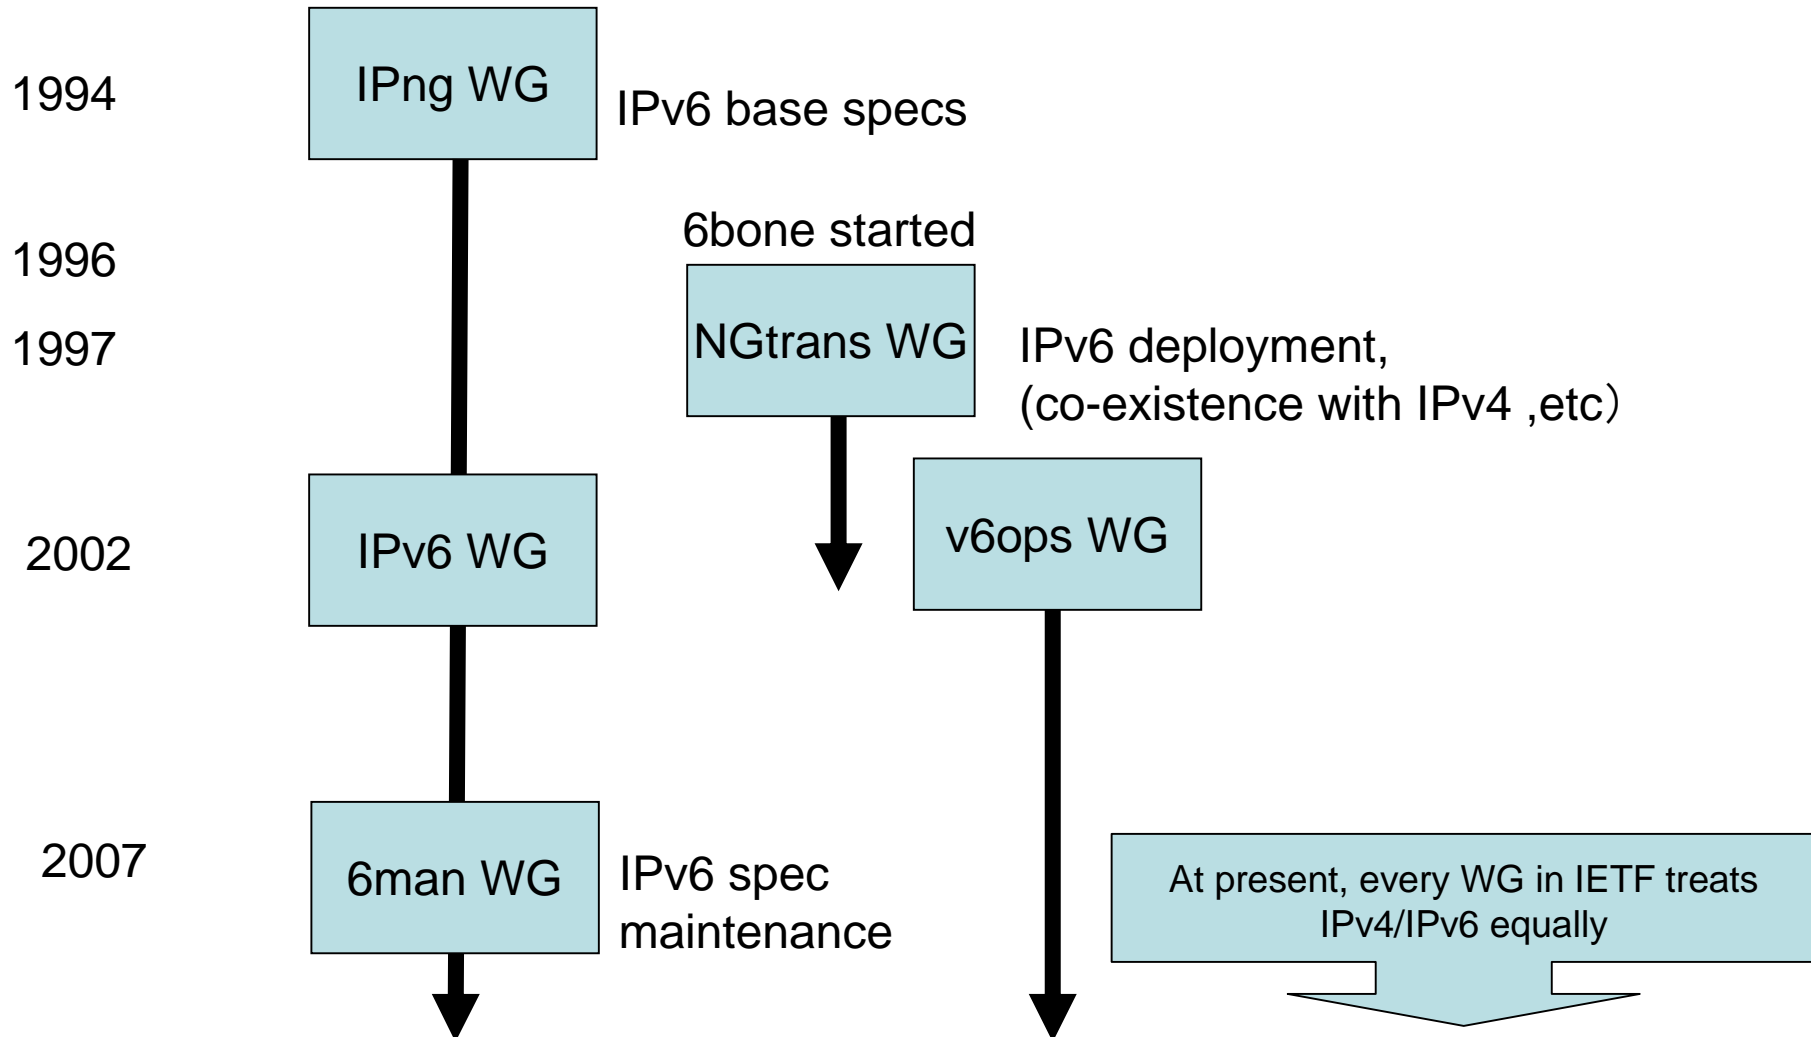 1994
IPng WG
IPv6 base specs
1996
6bone started
1997
NGtrans WG
IPv6 deployment,
(co-existence with IPv4 ,etc）
2002
IPv6 WG
v6ops WG
2007
6man WG
IPv6 spec
maintenance
At present, every WG in IETF treats
IPv4/IPv6 equally